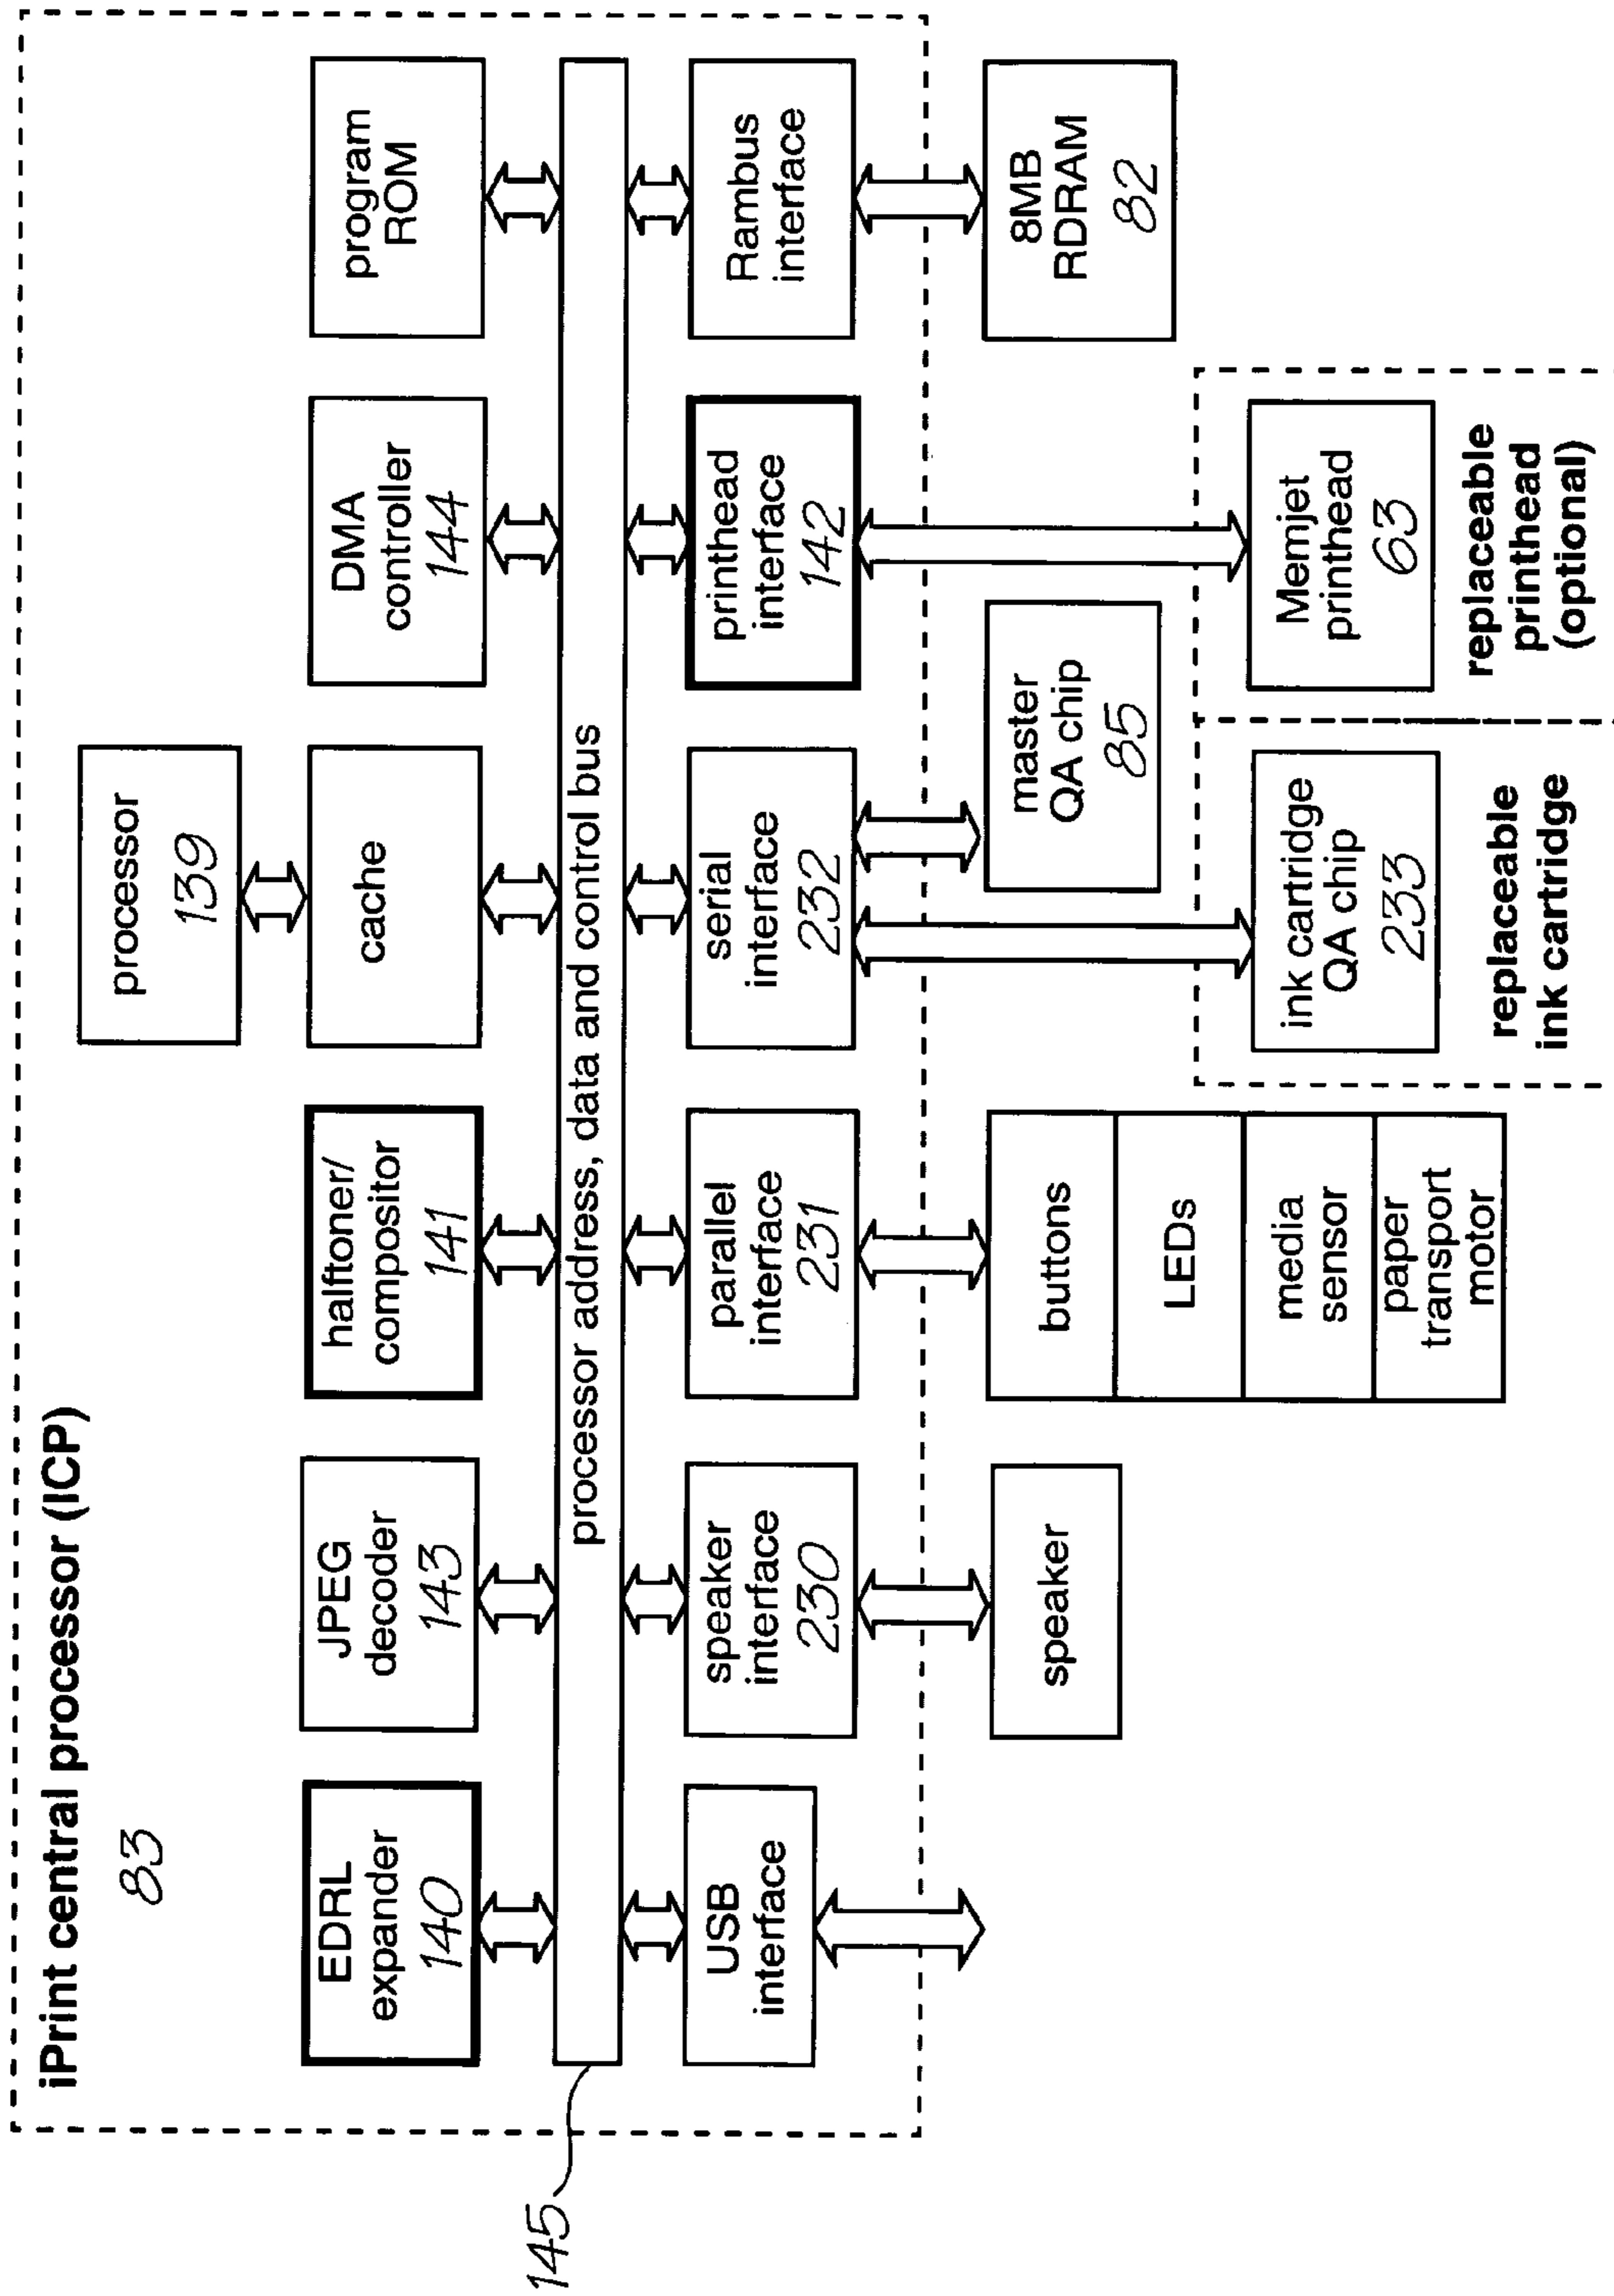 iPrint central processor (ICP)
83
processor
139
EDRL
expander
140
JPEG
decoder
143
halftoner/
compositor
141
cache
DMA
controller
144
program
ROM
145
processor address, data and control bus
USB
interface
speaker
interface
230
parallel
interface
231
serial
interface
232
printhead
interface
142
Rambus
interface
speaker
buttons
LEDs
media
sensor
paper
transport
motor
master
QA chip
85
8MB
RDRAM
82
ink cartridge
QA chip
233
replaceable
ink cartridge
Memjet
printhead
63
replaceable
printhead
(optional)